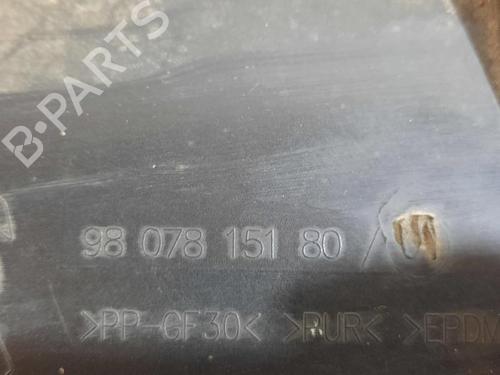 B-PARTS
98 078 151 80 /
>PP-GF30< >PUR< >EPDM